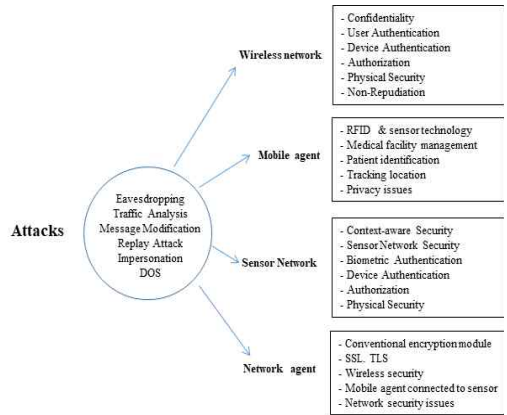 Attacks
Eavesdropping
Traffic Analysis
Message Modification
Replay Attack
Impersonation
DOS
Wireless network
- Confidentiality
- User Authentication
- Device Authentication
- Authorization
- Physical Security
- Non-Repudiation
Mobile agent
- RFID & sensor technology
- Medical facility management
- Patient identification
- Tracking location
- Privacy issues
Sensor Network
- Context-aware Security
- Sensor Network Security
- Biometric Authentication
- Device Authentication
- Authorization
- Physical Security
Network agent
- Conventional encryption module
- SSL. TLS
- Wireless security
- Mobile agent connected to sensor
- Network security issues